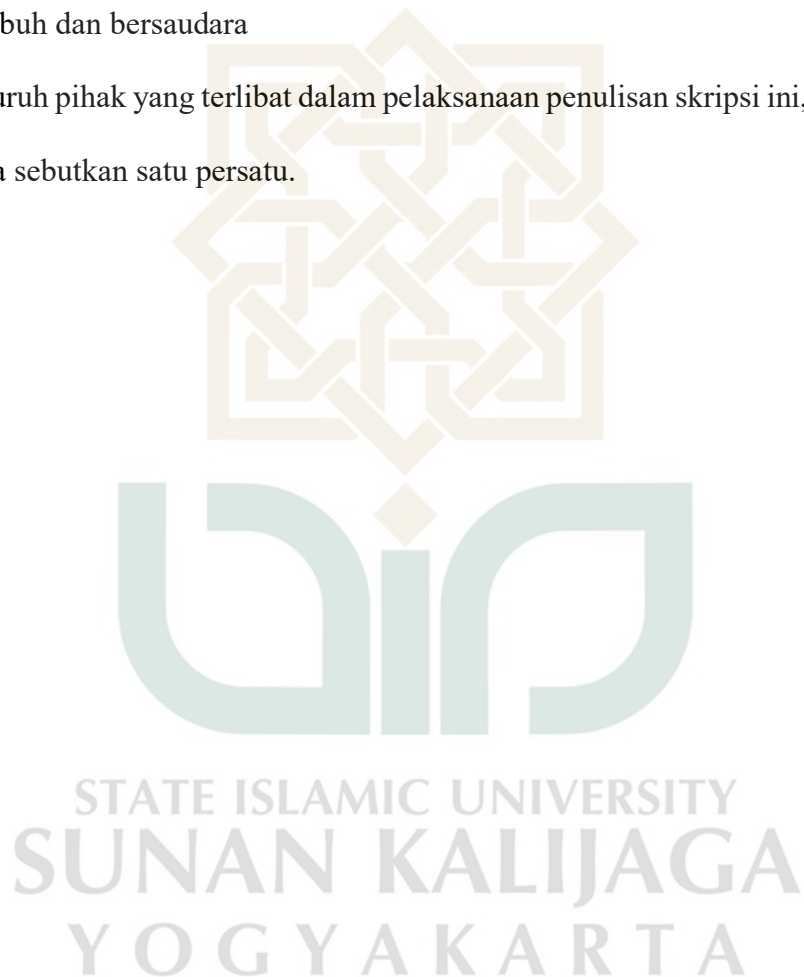 buh dan bersaudara
uruh pihak yang terlibat dalam pelaksanaan penulisan skripsi ini,
a sebutkan satu persatu.
uin
STATE ISLAMIC UNIVERSITY
SUNAN KALIJAGA
YOGYAKARTA